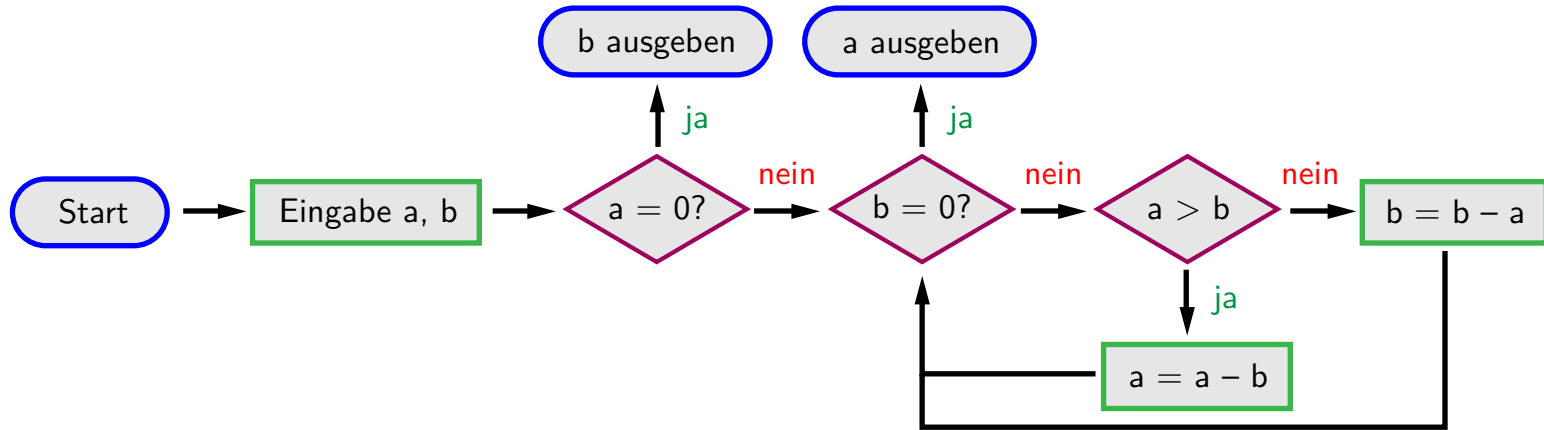 b ausgeben
a ausgeben
ja
ja
nein
nein
nein
Start
Eingabe a, b
a = 0?
b = 0?
a > b
b = b – a
ja
a = a – b